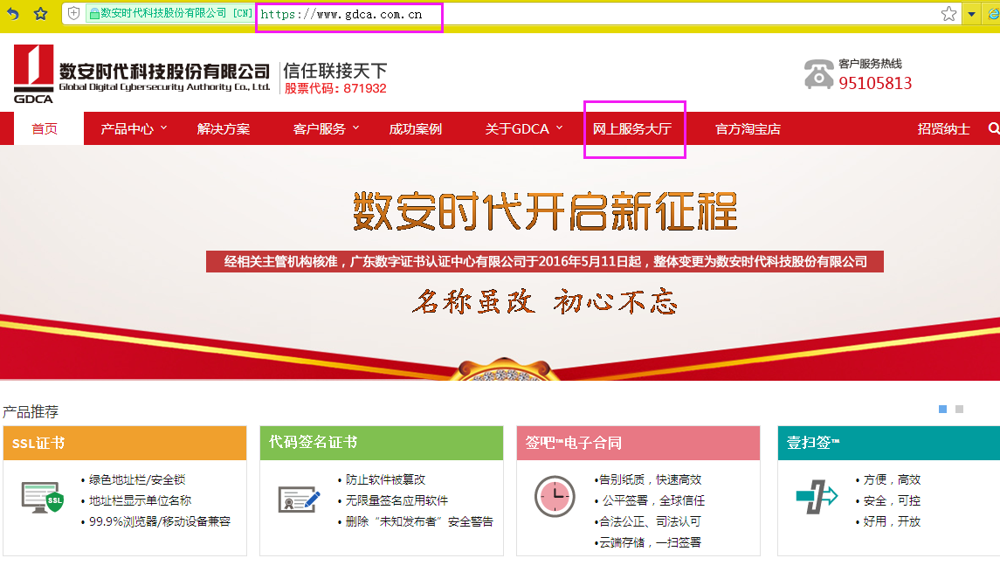 数安时代科技股份有限公司 [CN] https://www.gdca.com.cn
数安时代科技股份有限公司
Global Digital Cybersecurity Authority Co., Ltd.
GDCA
信任联接天下
股票代码：871932
客户服务热线
95105813
首页 产品中心 解决方案 客户服务 成功案例 关于GDCA 网上服务大厅 官方淘宝店 招贤纳士
数安时代开启新征程
经相关主管机构核准，广东数字证书认证中心有限公司于2016年5月11日起，整体变更为数安时代科技股份有限公司
名称虽改 初心不忘
产品推荐
SSL证书
SSL
• 绿色地址栏/安全锁
• 地址栏显示单位名称
• 99.9%浏览器/移动设备兼容
代码签名证书
• 防止软件被篡改
• 无限量签名应用软件
• 删除“未知发布者”安全警告
签吧™电子合同
•告别纸质，快速高效
• 公平签署，全球信任
•合法公正、司法认可
•云端存储，一扫签署
壹扫签™
• 方便，高效
• 安全，可控
• 好用，开放